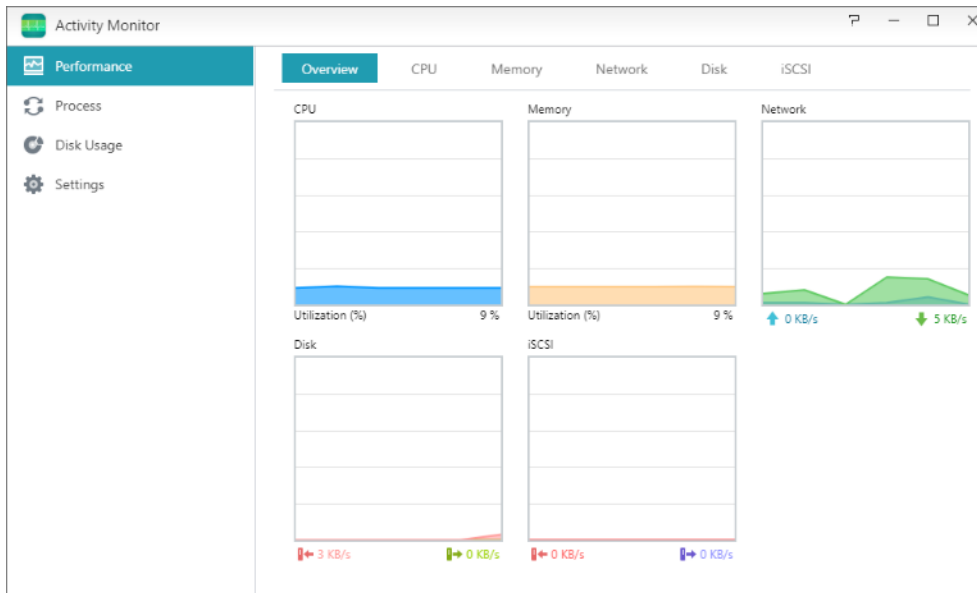 Activity Monitor
Performance
Process
Disk Usage
Settings
Overview CPU Memory Network Disk iSCSI
CPU Memory Network
Utilization (%) 9 % Utilization (%) 9 % 0 KB/s 5 KB/s
Disk iSCSI
3 KB/s 0 KB/s 0 KB/s 0 KB/s